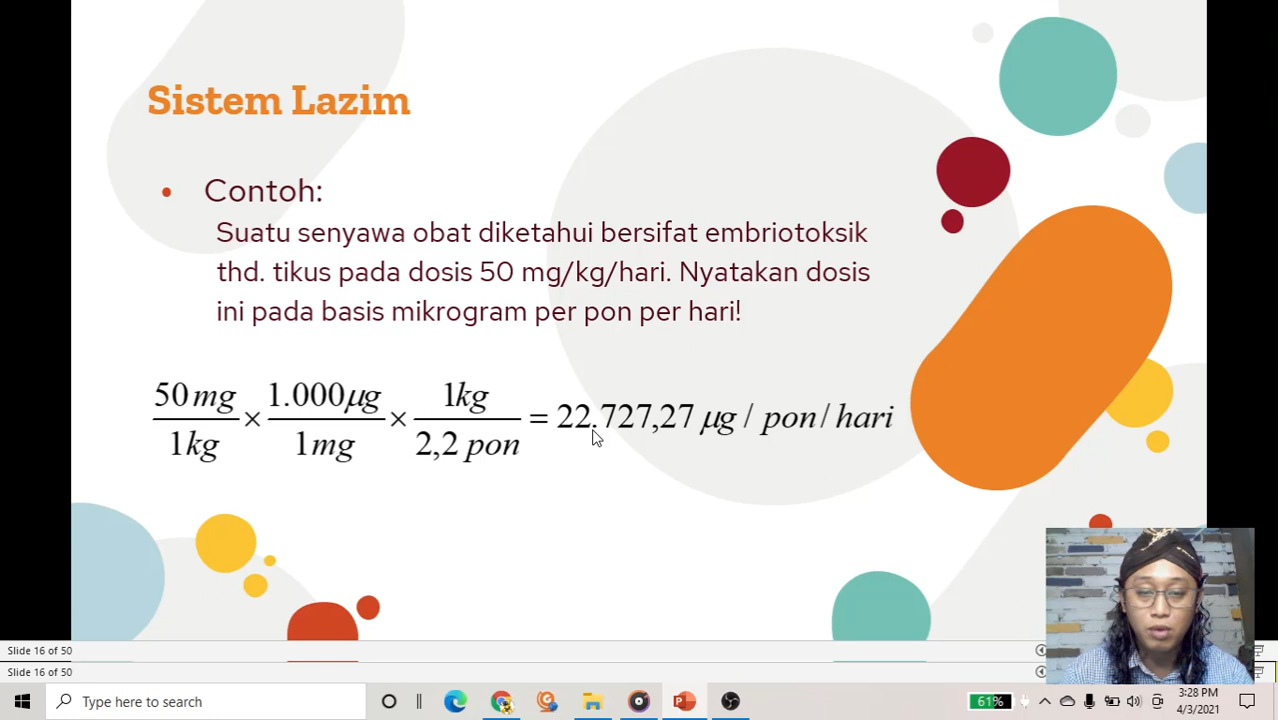 Sistem Lazim
• Contoh:
Suatu senyawa obat diketahui bersifat embriotoksik
thd. tikus pada dosis 50 mg/kg/hari. Nyatakan dosis
ini pada basis mikrogram per pon per hari!
50 mg / 1 kg × 1.000 μg / 1 mg × 1 kg / 2,2 pon = 22.727,27 μg / pon / hari
Slide 16 of 50
Slide 16 of 50
Type here to search
61%
3:28 PM
4/3/2021